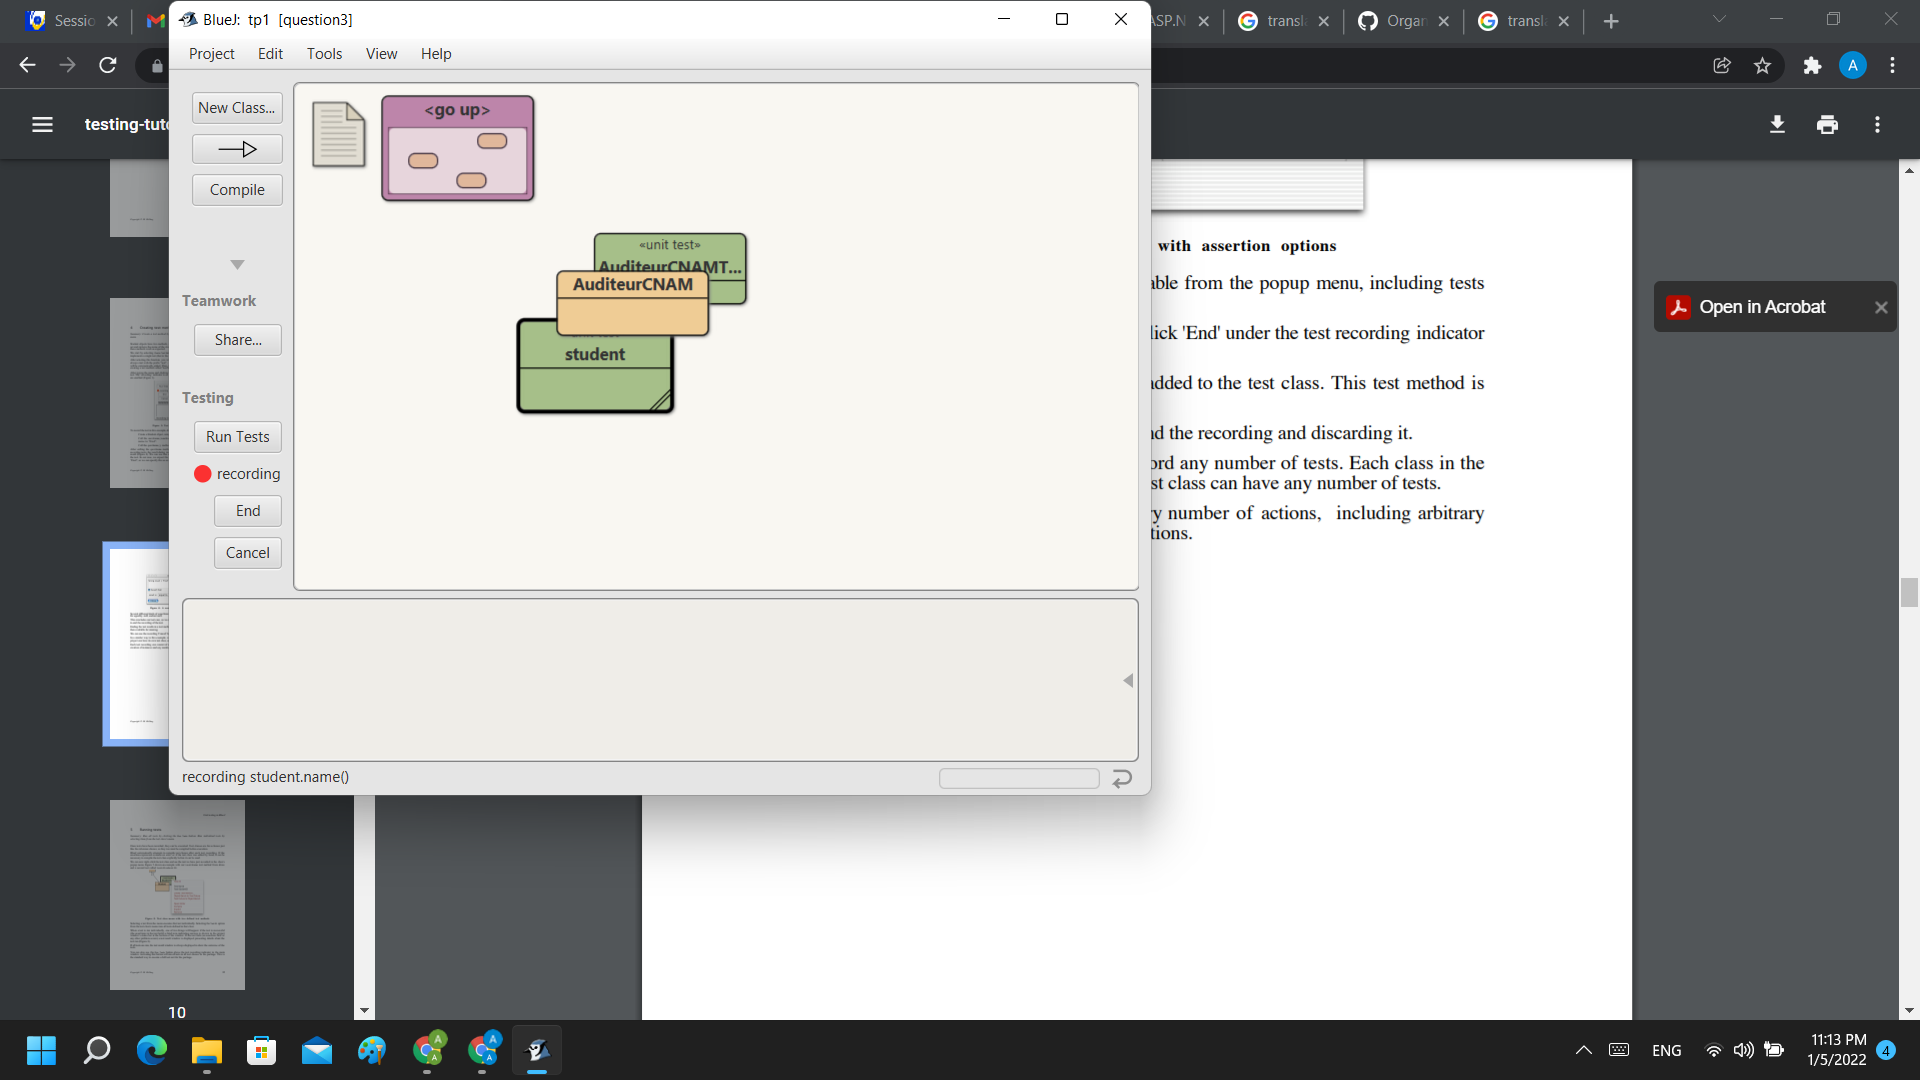 Sessio
BlueJ: tp1 [question3]
ASP.N
transl
Organ
transl
Project Edit Tools View Help
A
New Class...
<go up>
testing-tut
Compile
«unit test»
with assertion options
AuditeurCNAMT...
AuditeurCNAM
able from the popup menu, including tests
Teamwork
Open in Acrobat
lick 'End' under the test recording indicator
Share...
student
added to the test class. This test method is
Testing
Run Tests
nd the recording and discarding it.
recording
ord any number of tests. Each class in the
st class can have any number of tests.
End
y number of actions, including arbitrary
tions.
Cancel
recording student.name()
10
ENG
11:13 PM
1/5/2022
4